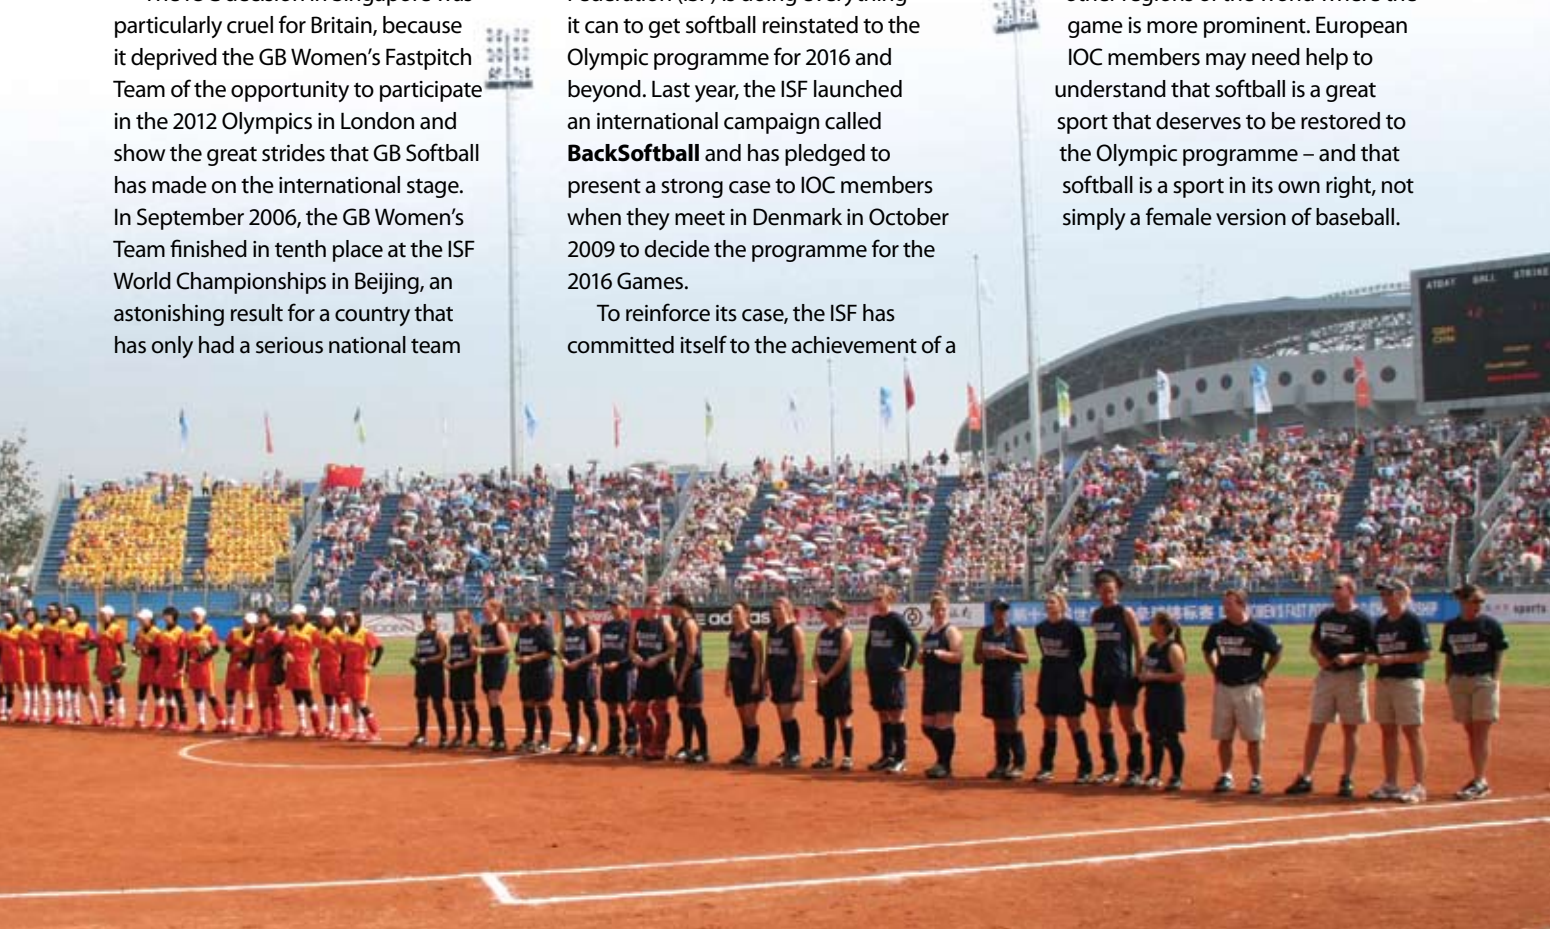 particularly cruel for Britain, because
it deprived the GB Women's Fastpitch
Team of the opportunity to participate
in the 2012 Olympics in London and
show the great strides that GB Softball
has made on the international stage.
In September 2006, the GB Women's
Team finished in tenth place at the ISF
World Championships in Beijing, an
astonishing result for a country that
has only had a serious national team
it can to get softball reinstated to the
Olympic programme for 2016 and
beyond. Last year, the ISF launched
an international campaign called
BackSoftball and has pledged to
present a strong case to IOC members
when they meet in Denmark in October
2009 to decide the programme for the
2016 Games.
To reinforce its case, the ISF has
committed itself to the achievement of a
game is more prominent. European
IOC members may need help to
understand that softball is a great
sport that deserves to be restored to
the Olympic programme – and that
softball is a sport in its own right, not
simply a female version of baseball.
ATBAT BALL STRIKE
adidas
WOMEN'S FAST
sports